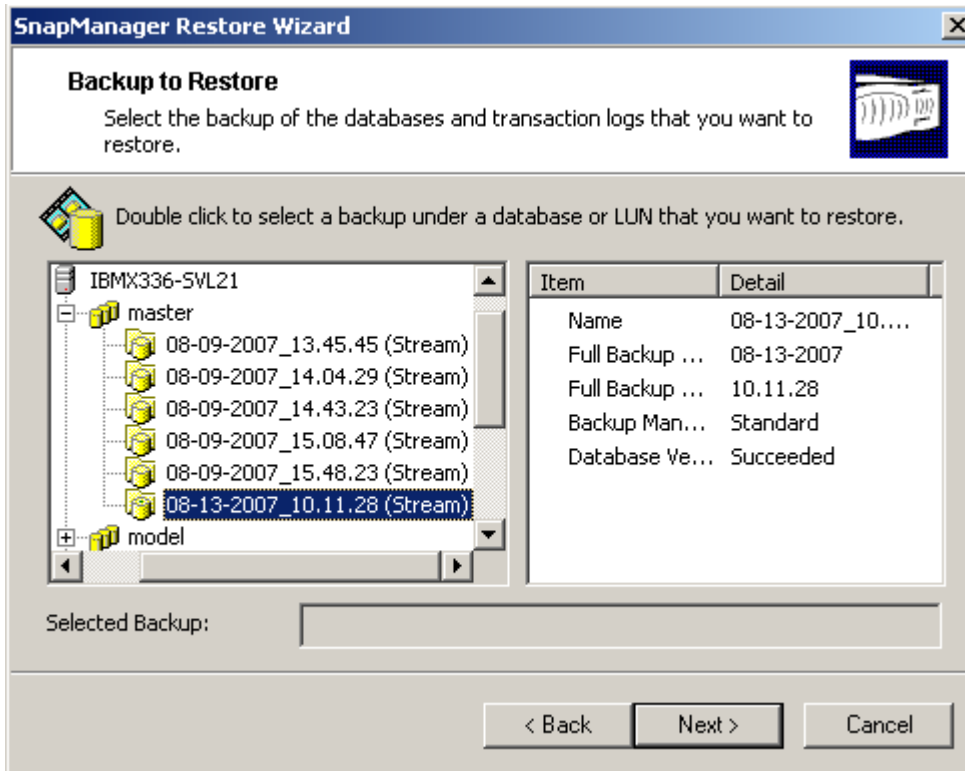 SnapManager Restore Wizard
Backup to Restore
Select the backup of the databases and transaction logs that you want to
restore.
Double click to select a backup under a database or LUN that you want to restore.
IBMX336-SVL21
master
08-09-2007_13.45.45 (Stream)
08-09-2007_14.04.29 (Stream)
08-09-2007_14.43.23 (Stream)
08-09-2007_15.08.47 (Stream)
08-09-2007_15.48.23 (Stream)
08-13-2007_10.11.28 (Stream)
model
Item Detail
Name 08-13-2007_10....
Full Backup ... 08-13-2007
Full Backup ... 10.11.28
Backup Man... Standard
Database Ve... Succeeded
Selected Backup:
< Back Next > Cancel